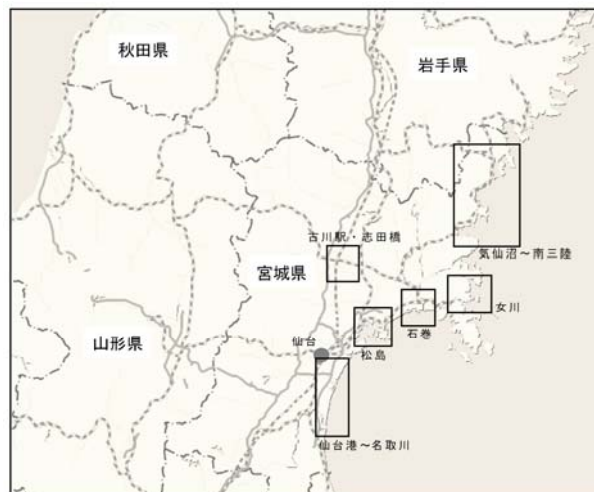 秋田県
岩手県
古川駅・志田橋
気仙沼～南三陸
宮城県
女川
石巻
山形県
仙台
松島
仙台港～名取川